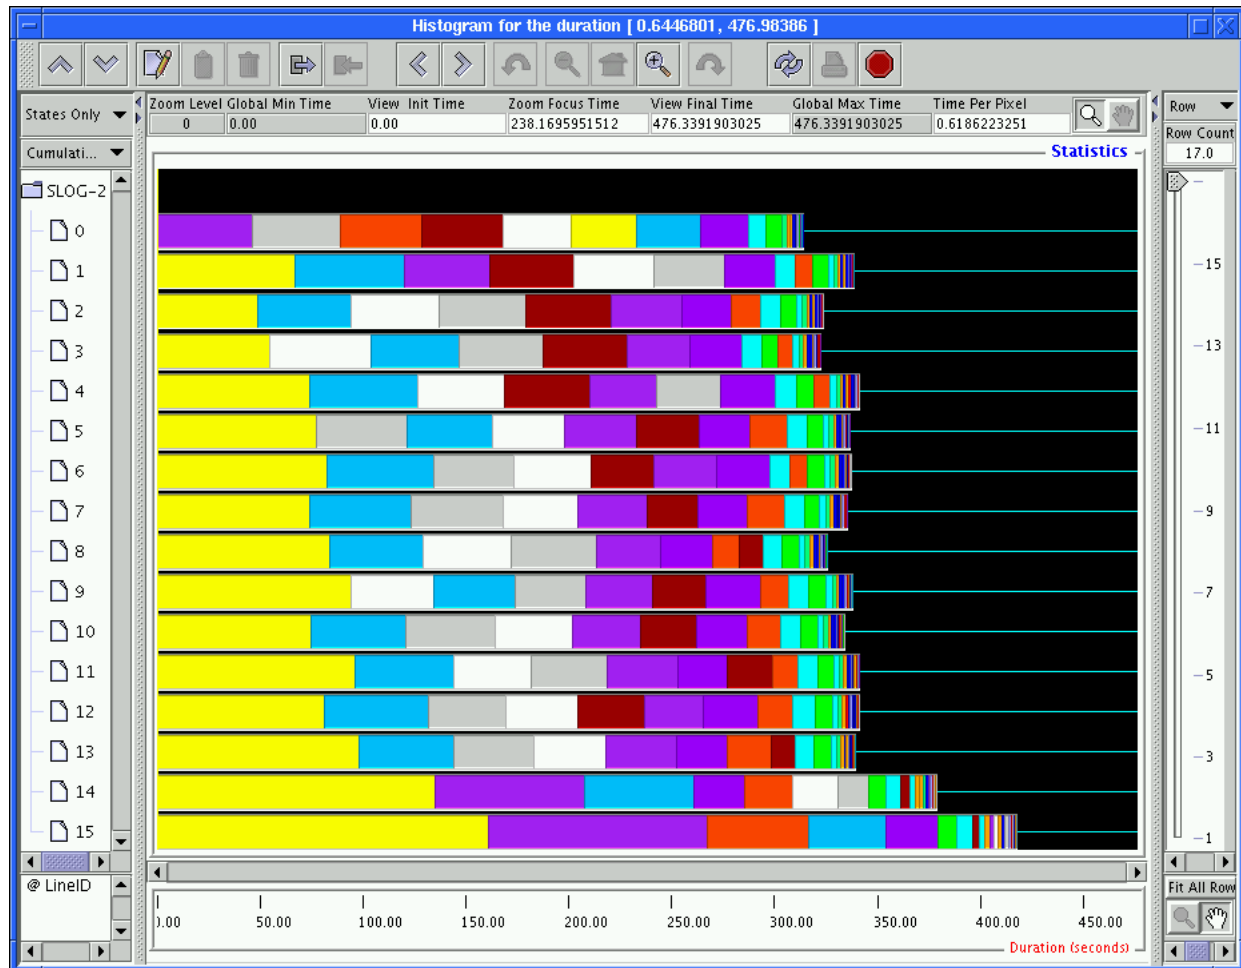 Histogram for the duration [ 0.6446801, 476.98386 ]
States Only
Cumulati...
Zoom Level Global Min Time View Init Time Zoom Focus Time View Final Time Global Max Time Time Per Pixel
0 0.00 0.00 238.1695951512 476.3391903025 476.3391903025 0.6186223251
Row
Row Count
17.0
Statistics
SLOG-2
0
1
2
3
4
5
6
7
8
9
10
11
12
13
14
15
15
13
11
9
7
5
3
1
@ LineID
Fit All Row
).00 50.00 100.00 150.00 200.00 250.00 300.00 350.00 400.00 450.00
Duration (seconds)